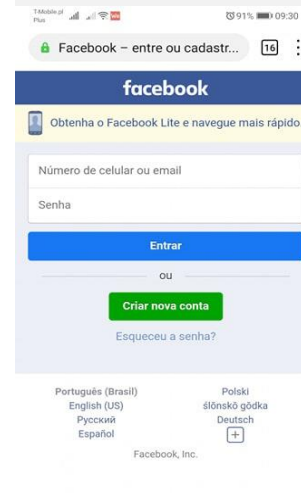 T-Mobile.pl
Plus
91% 09:30
Facebook – entre ou cadastr... 16
facebook
Obtenha o Facebook Lite e navegue mais rápido.
Número de celular ou email
Senha
Entrar
ou
Criar nova conta
Esqueceu a senha?
Português (Brasil) Polski
English (US) ślōnskŏ gŏdka
Русский Deutsch
Español
Facebook, Inc.